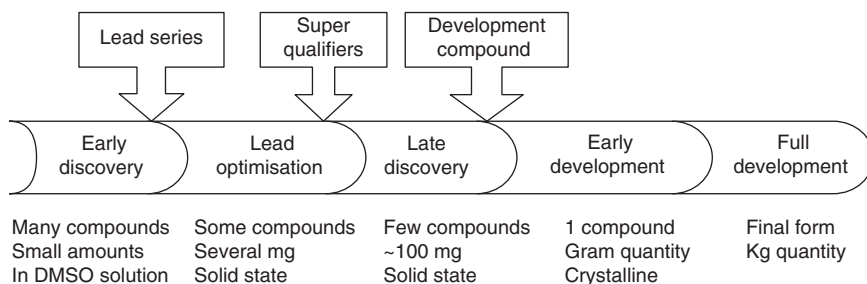 Lead series
Super
qualifiers
Development
compound
Early
discovery
Lead
optimisation
Late
discovery
Early
development
Full
development
Many compounds
Small amounts
In DMSO solution
Some compounds
Several mg
Solid state
Few compounds
~100 mg
Solid state
1 compound
Gram quantity
Crystalline
Final form
Kg quantity